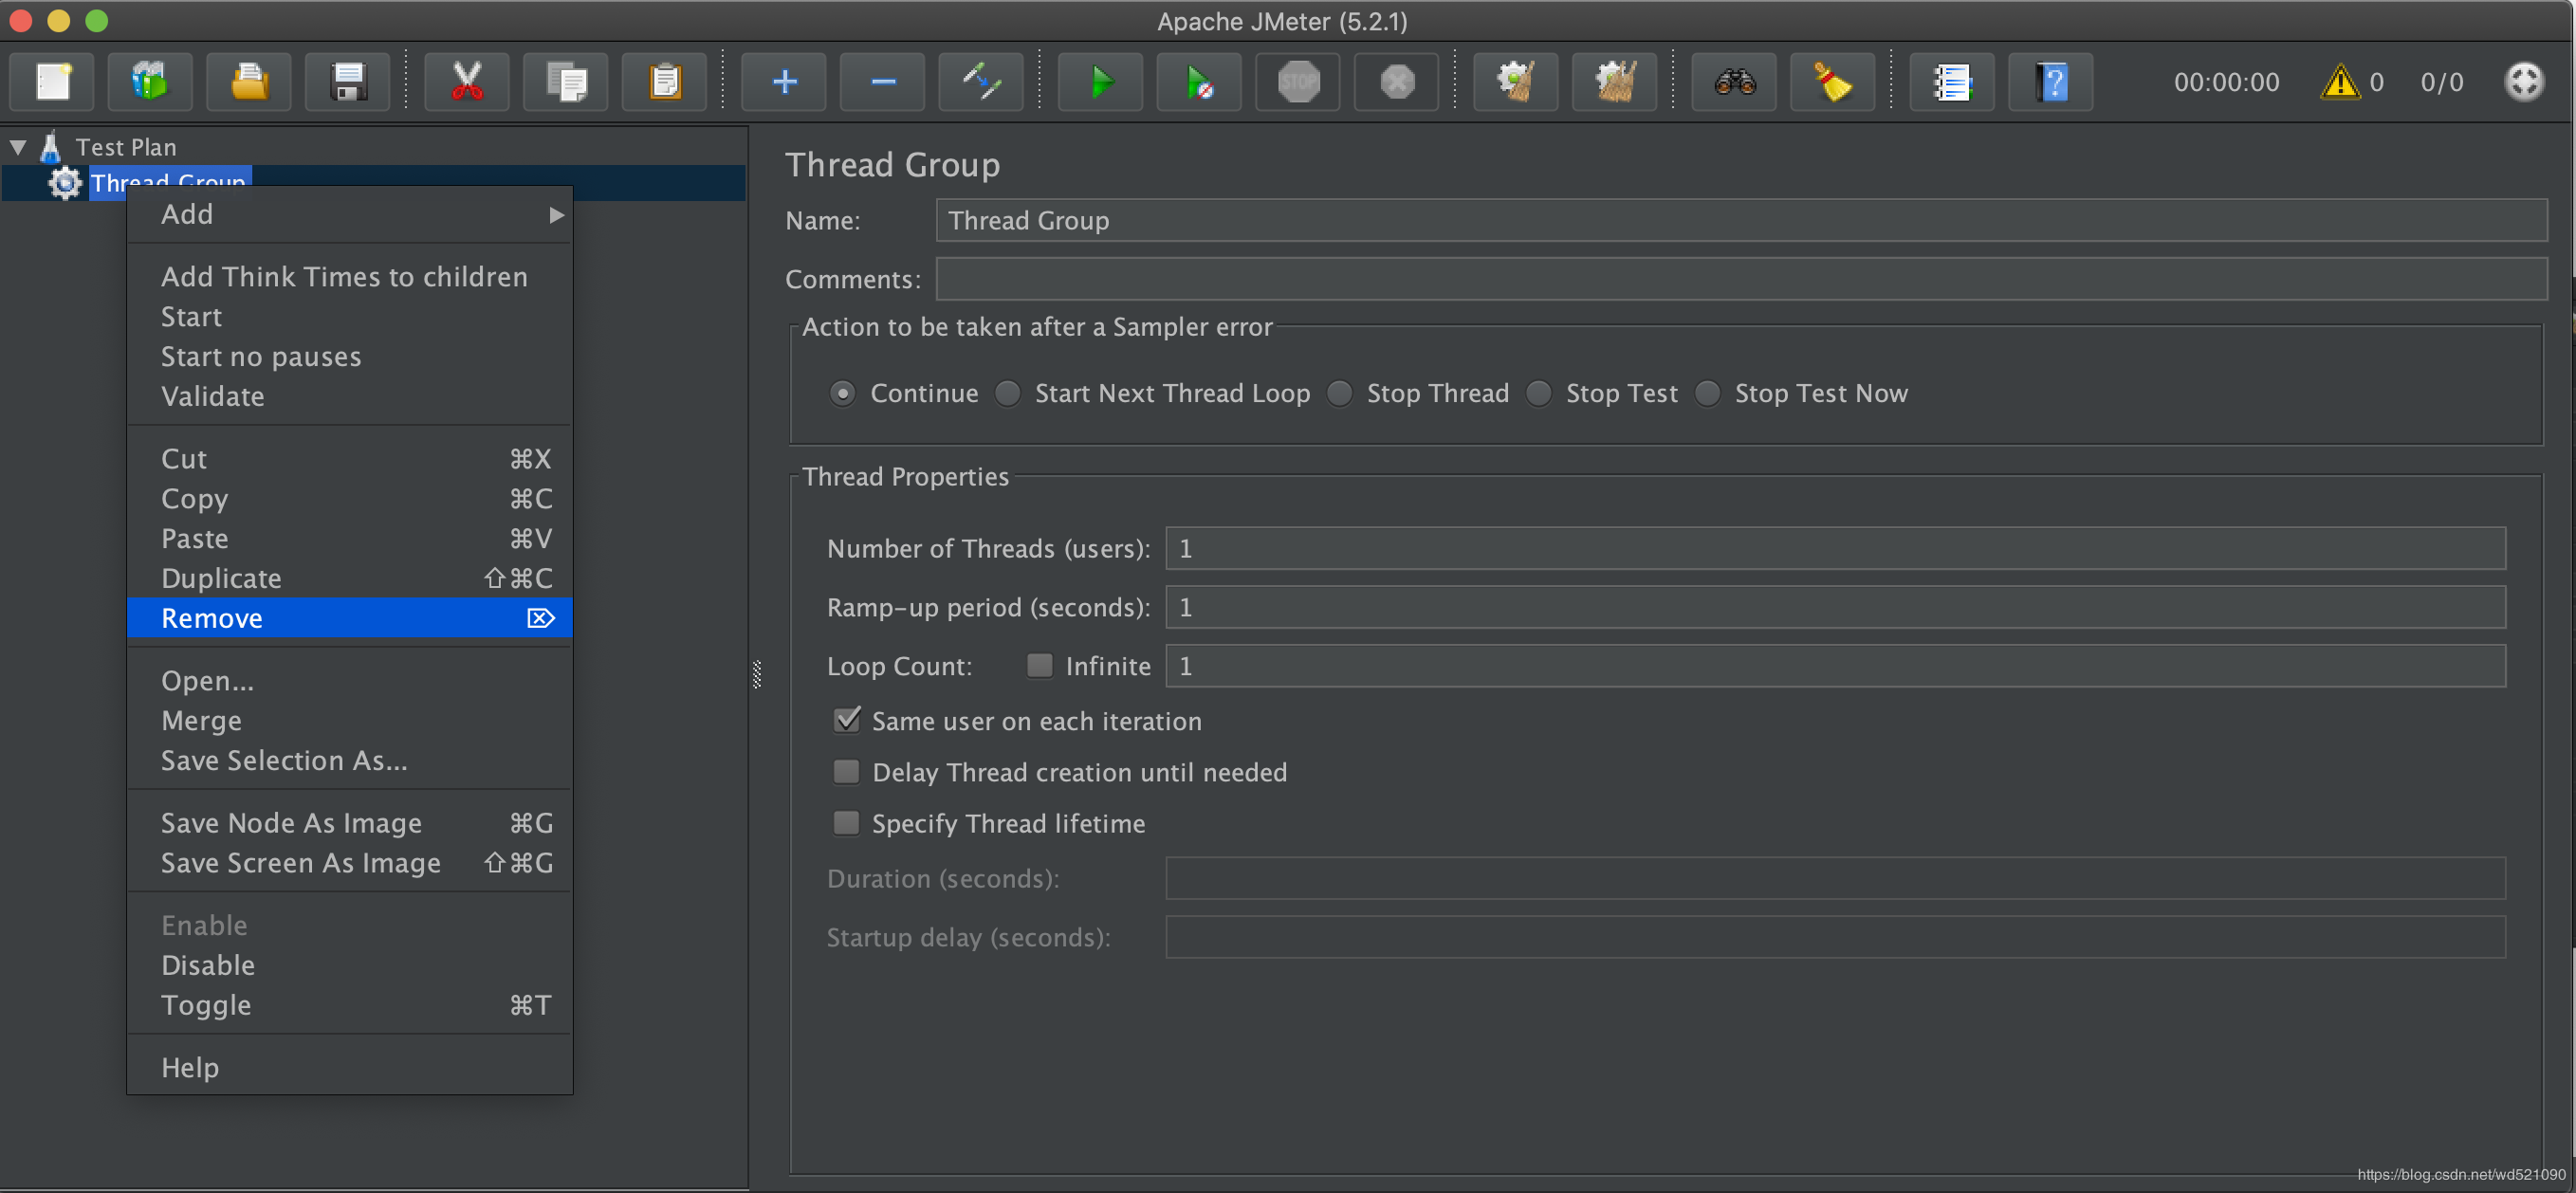 Apache JMeter (5.2.1)
STOP
00:00:00
0
0/0
Test Plan
Thread Group
Add
Add Think Times to children
Start
Start no pauses
Validate
Cut ⌘X
Copy ⌘C
Paste ⌘V
Duplicate ⇧⌘C
Remove ⌦
Open...
Merge
Save Selection As...
Save Node As Image ⌘G
Save Screen As Image ⇧⌘G
Enable
Disable
Toggle ⌘T
Help
Thread Group
Name: Thread Group
Comments:
Action to be taken after a Sampler error
Continue Start Next Thread Loop Stop Thread Stop Test Stop Test Now
Thread Properties
Number of Threads (users): 1
Ramp-up period (seconds): 1
Loop Count: Infinite 1
Same user on each iteration
Delay Thread creation until needed
Specify Thread lifetime
Duration (seconds):
Startup delay (seconds):
https://blog.csdn.net/wd521090